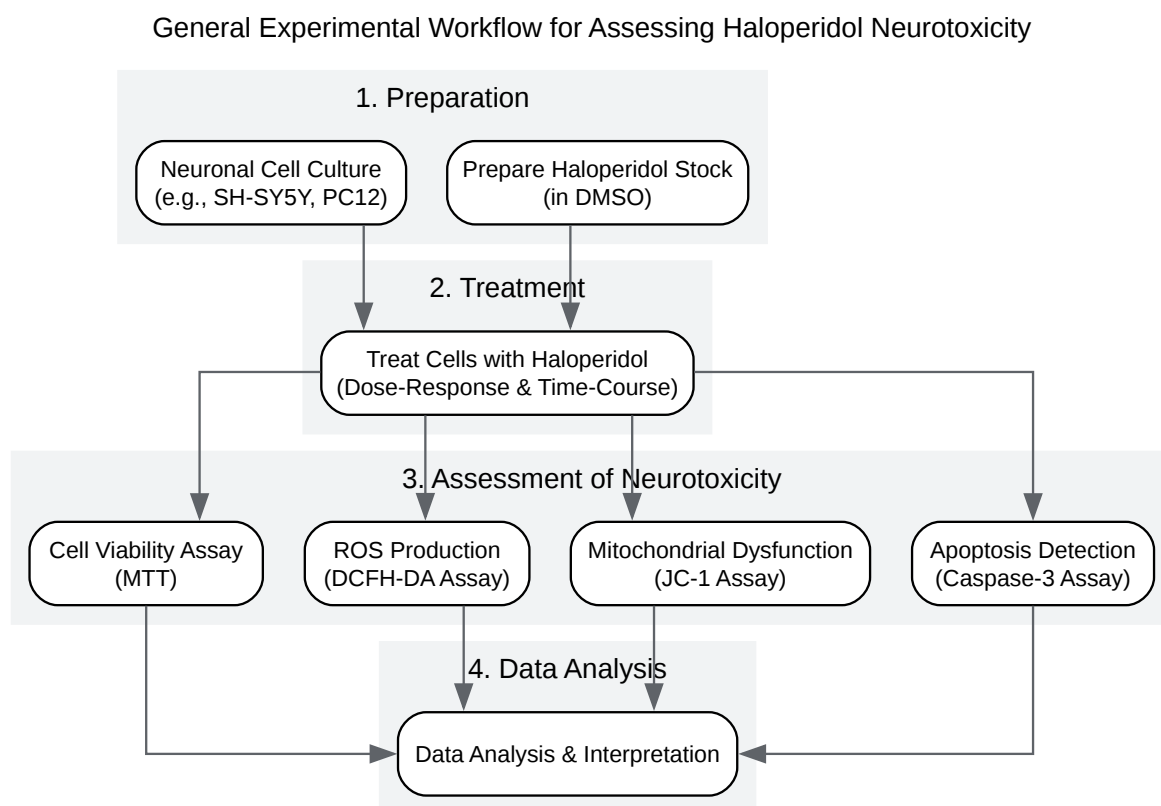 General Experimental Workflow for Assessing Haloperidol Neurotoxicity
1. Preparation
Neuronal Cell Culture
(e.g., SH-SY5Y, PC12)
Prepare Haloperidol Stock
(in DMSO)
2. Treatment
Treat Cells with Haloperidol
(Dose-Response & Time-Course)
3. Assessment of Neurotoxicity
Cell Viability Assay
(MTT)
ROS Production
(DCFH-DA Assay)
Mitochondrial Dysfunction
(JC-1 Assay)
Apoptosis Detection
(Caspase-3 Assay)
4. Data Analysis
Data Analysis & Interpretation